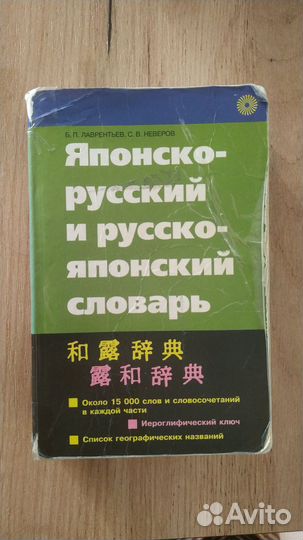 Б. П. ЛАВРЕНТЬЕВ, С. В. НЕВЕРОВ
Японско-
русский
и русско-
японский
словарь
和露辞典
露和辞典
Около 15 000 слов и словосочетаний
в каждой части
Иероглифический ключ
Список географических названий
Avito